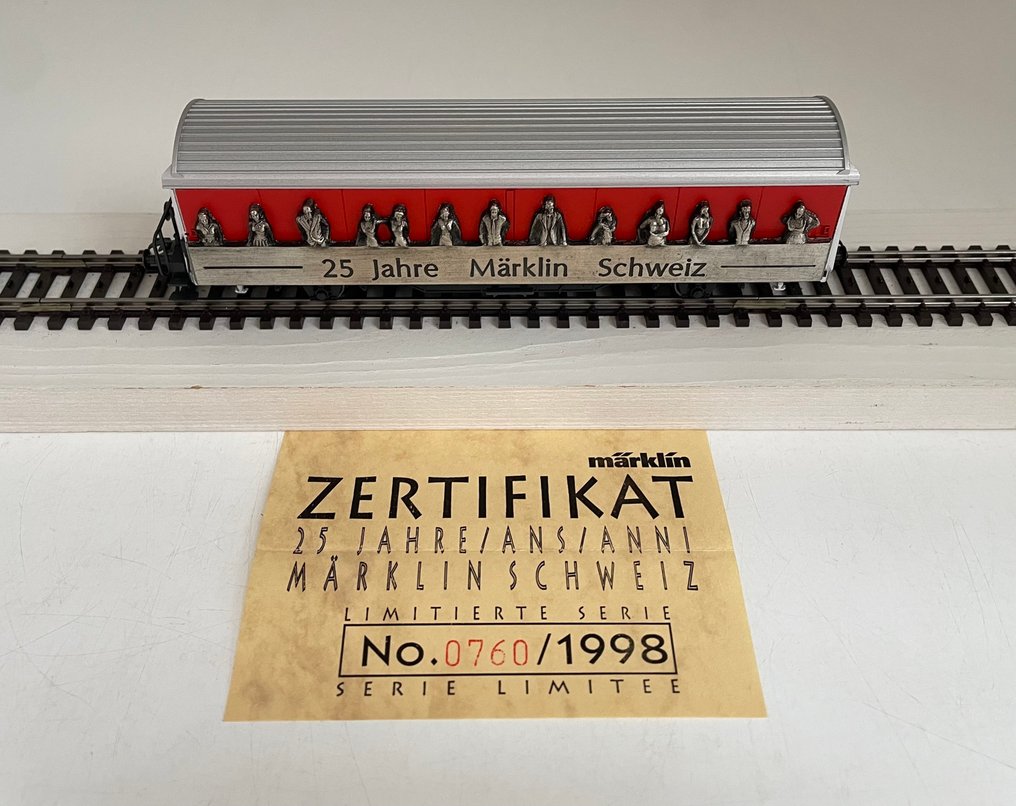 25 Jahre Märklin Schweiz
märklin
ZERTIFIKAT
25 JAHRE/ANS/ANNI
MÄRKLIN SCHWEIZ
LIMITIERTE SERIE
No.0760/1998
SERIE LIMITEE